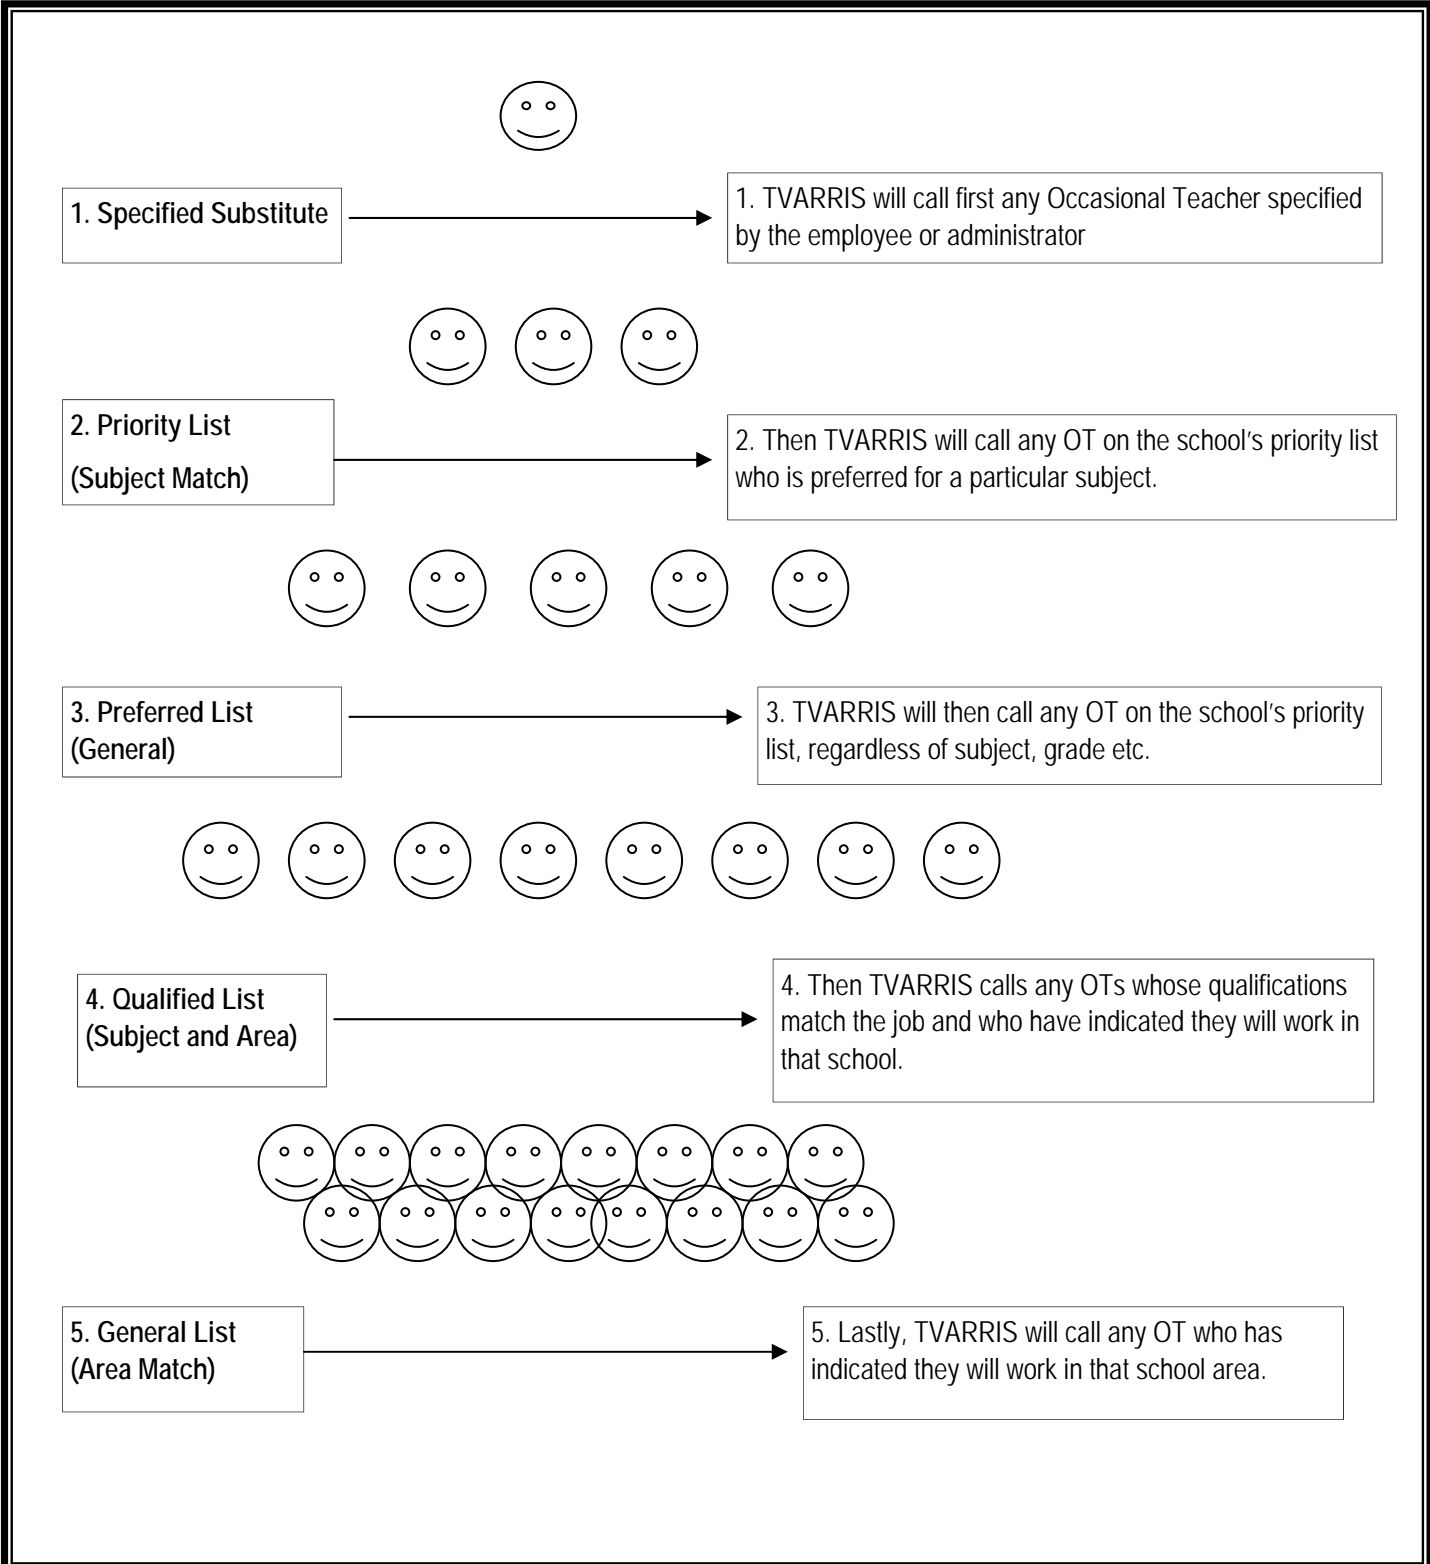 1. Specified Substitute
1. TVARRIS will call first any Occasional Teacher specified
by the employee or administrator
2. Priority List
(Subject Match)
2. Then TVARRIS will call any OT on the school’s priority list
who is preferred for a particular subject.
3. Preferred List
(General)
3. TVARRIS will then call any OT on the school’s priority
list, regardless of subject, grade etc.
4. Qualified List
(Subject and Area)
4. Then TVARRIS calls any OTs whose qualifications
match the job and who have indicated they will work in
that school.
5. General List
(Area Match)
5. Lastly, TVARRIS will call any OT who has
indicated they will work in that school area.